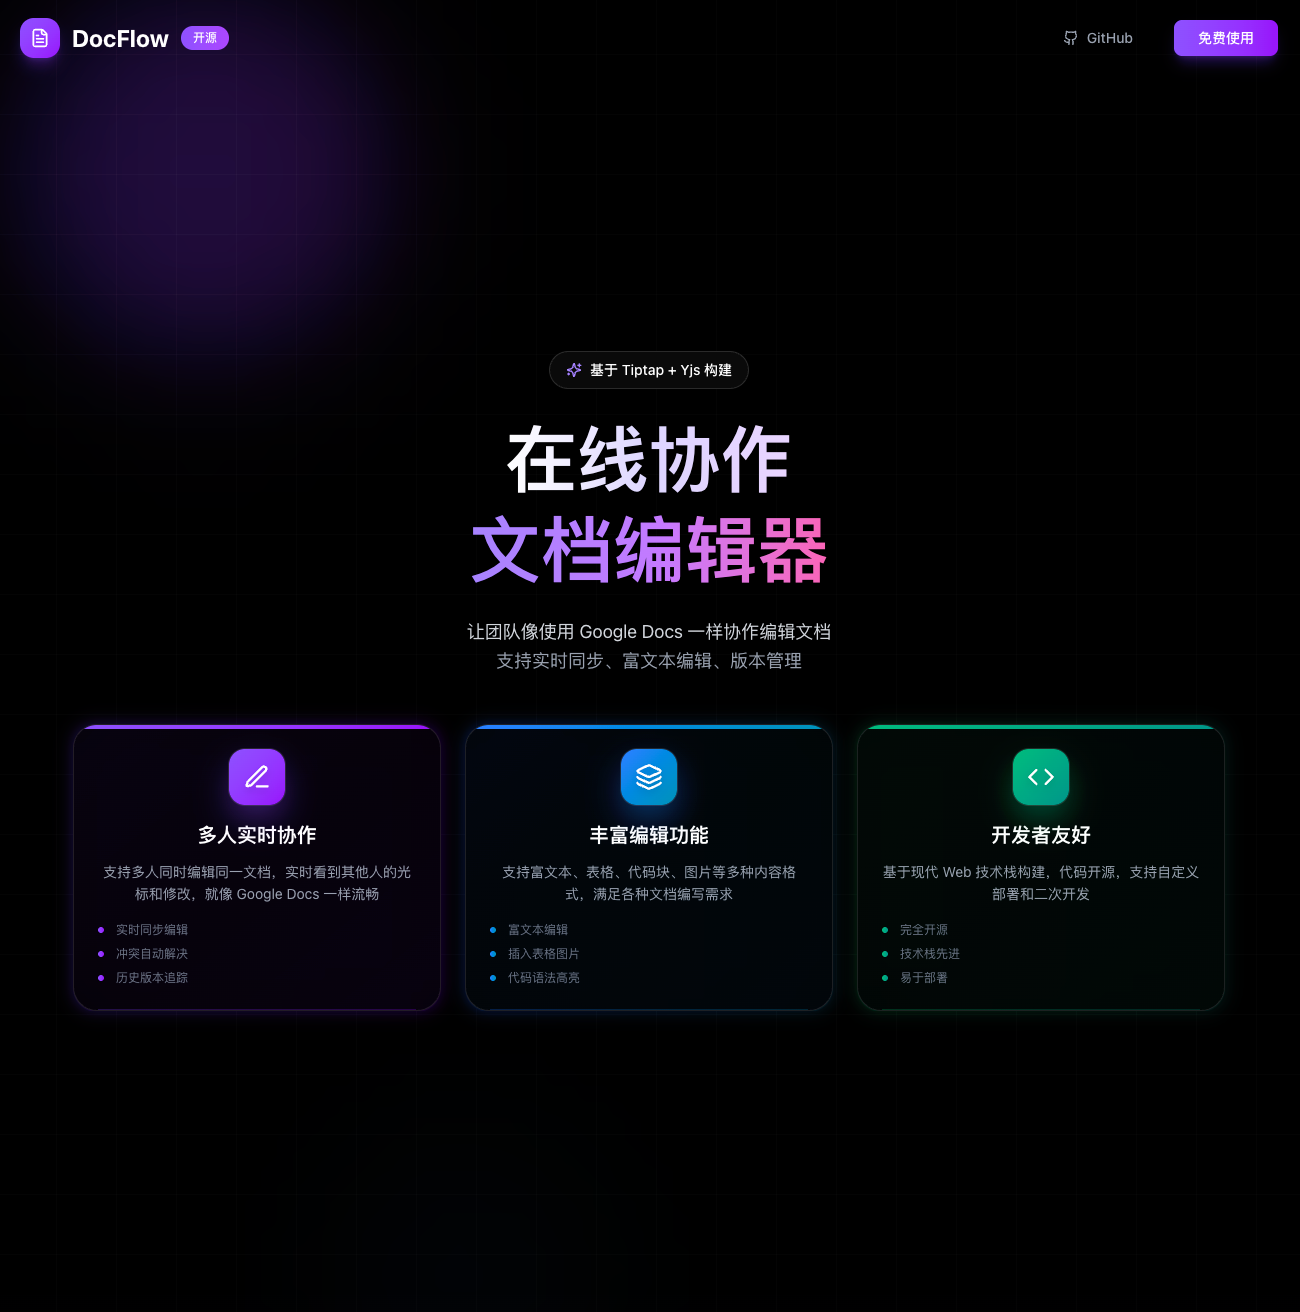 DocFlow
开源
GitHub
免费使用
基于 Tiptap + Yjs 构建
在线协作
文档编辑器
让团队像使用 Google Docs 一样协作编辑文档
支持实时同步、富文本编辑、版本管理
多人实时协作
支持多人同时编辑同一文档，实时看到其他人的光
标和修改，就像 Google Docs 一样流畅
实时同步编辑
冲突自动解决
历史版本追踪
丰富编辑功能
支持富文本、表格、代码块、图片等多种内容格
式，满足各种文档编写需求
富文本编辑
插入表格图片
代码语法高亮
开发者友好
基于现代 Web 技术栈构建，代码开源，支持自定义
部署和二次开发
完全开源
技术栈先进
易于部署